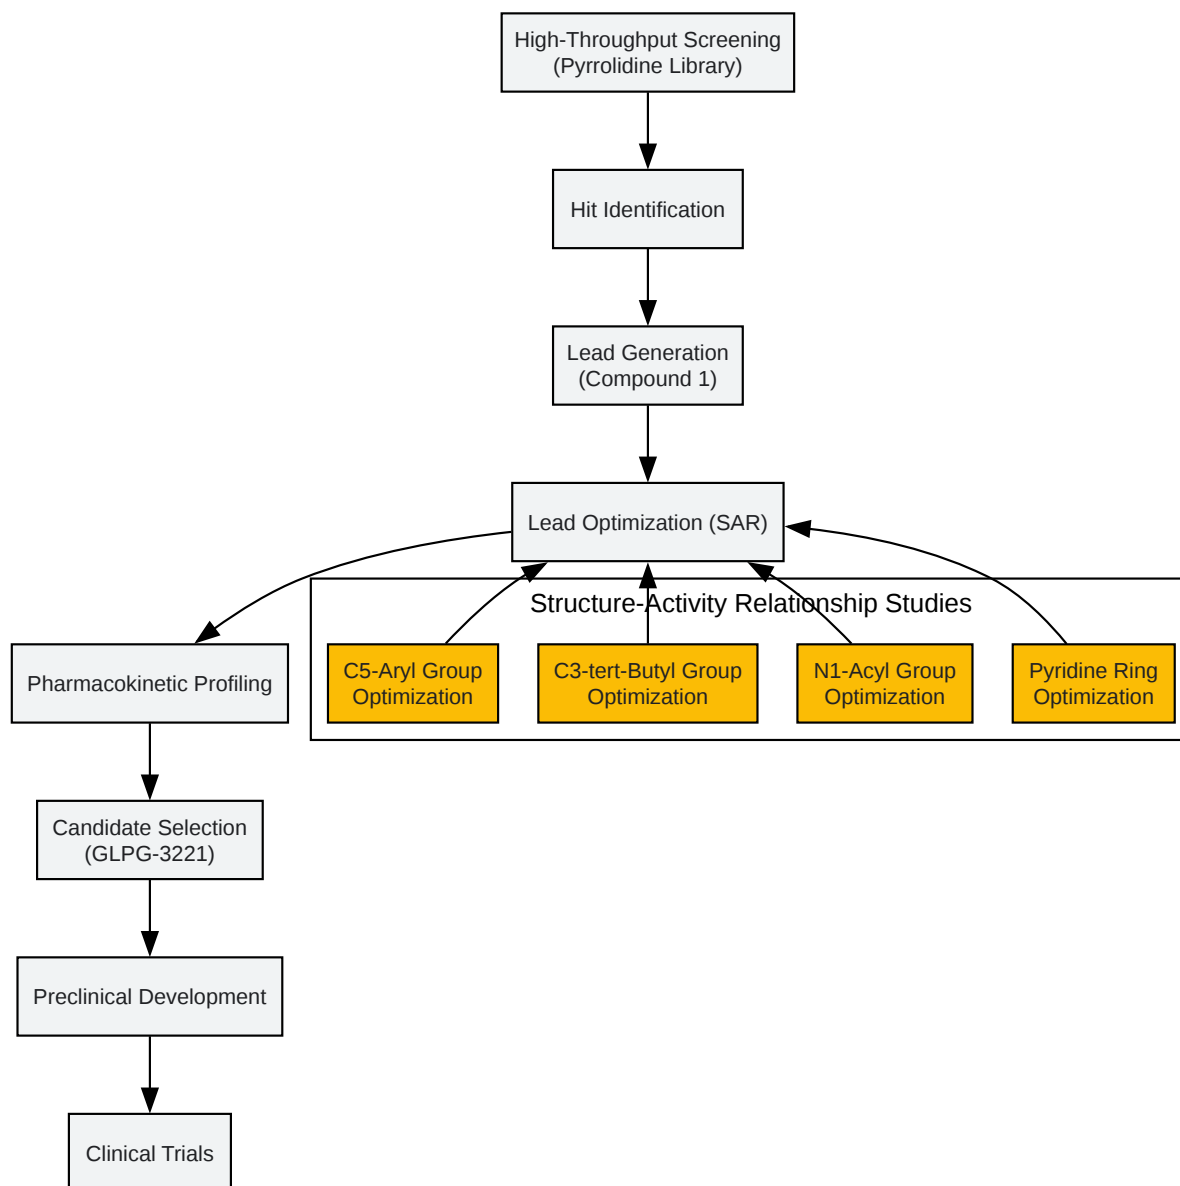 High-Throughput Screening
(Pyrrolidine Library)
Hit Identification
Lead Generation
(Compound 1)
Lead Optimization (SAR)
Structure-Activity Relationship Studies
Pharmacokinetic Profiling
C5-Aryl Group
Optimization
C3-tert-Butyl Group
Optimization
N1-Acyl Group
Optimization
Pyridine Ring
Optimization
Candidate Selection
(GLPG-3221)
Preclinical Development
Clinical Trials